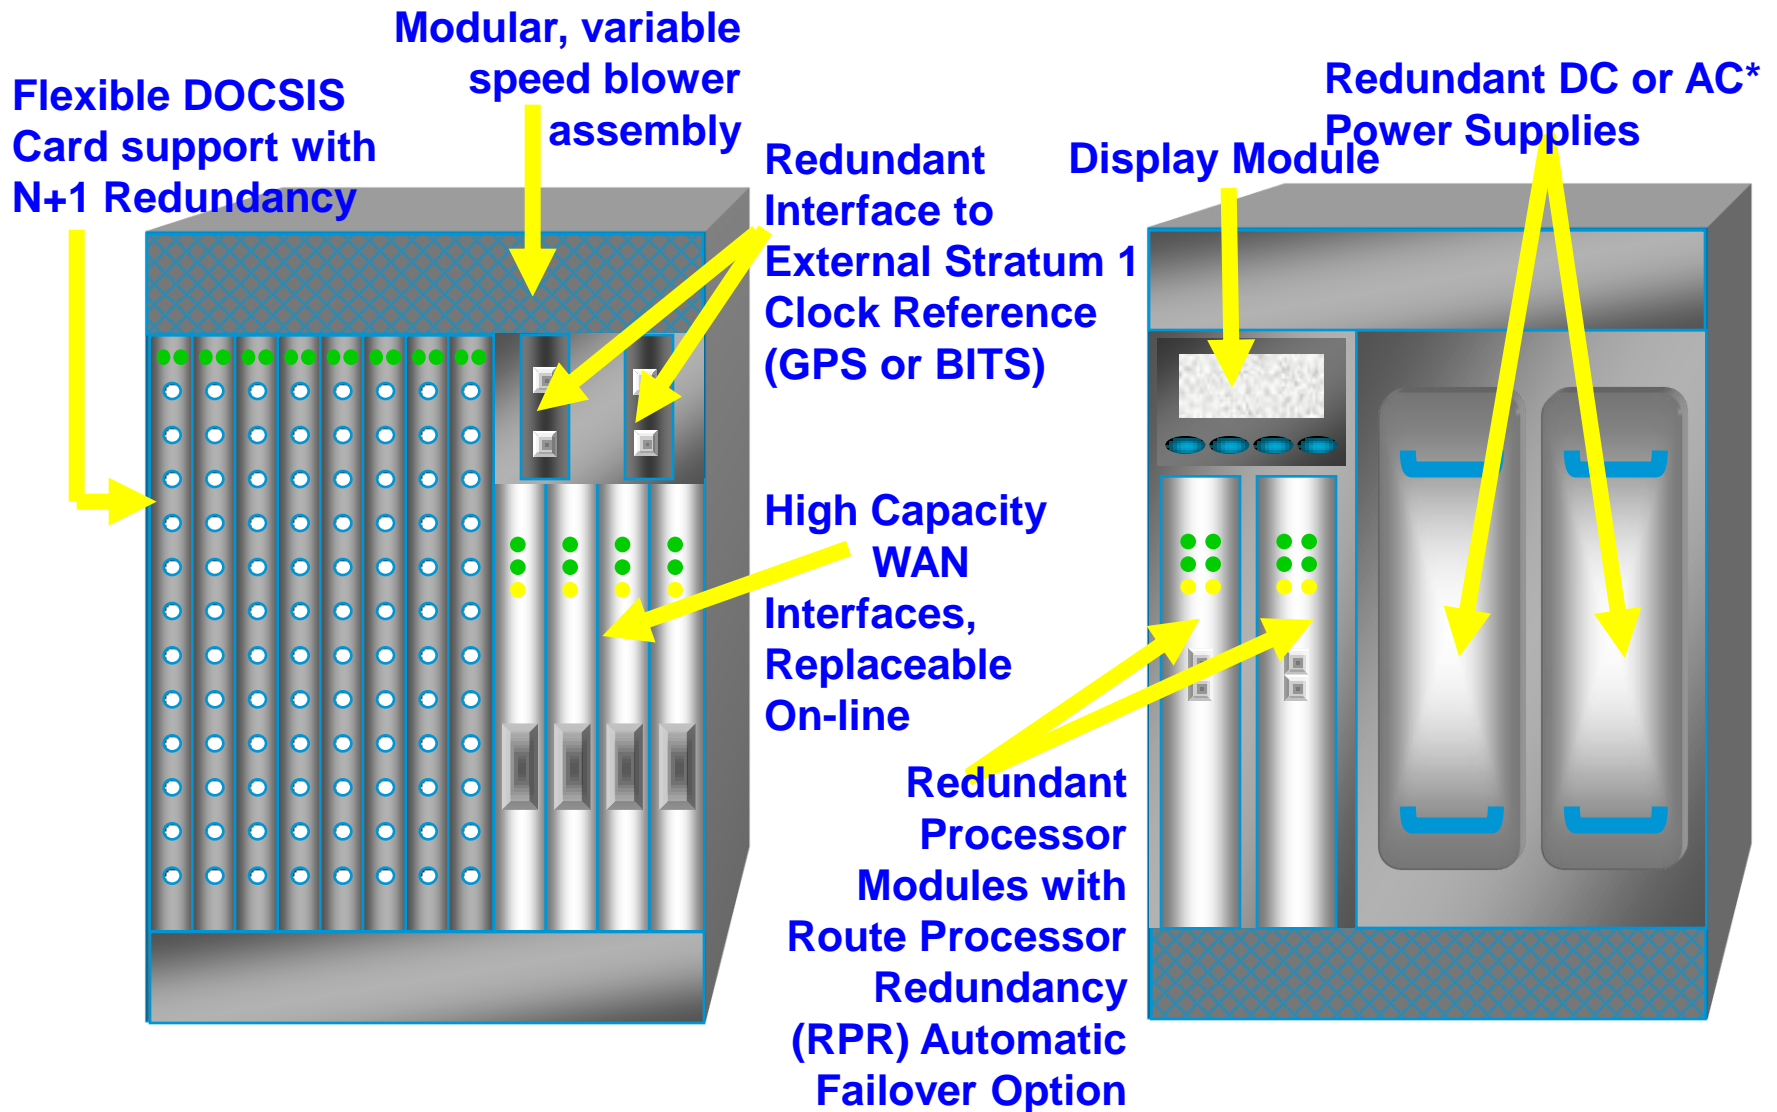 Modular, variable
speed blower
assembly
Flexible DOCSIS
Card support with
N+1 Redundancy
Redundant
Interface to
External Stratum 1
Clock Reference
(GPS or BITS)
Display Module
Redundant DC or AC*
Power Supplies
High Capacity
WAN
Interfaces,
Replaceable
On-line
Redundant
Processor
Modules with
Route Processor
Redundancy
(RPR) Automatic
Failover Option